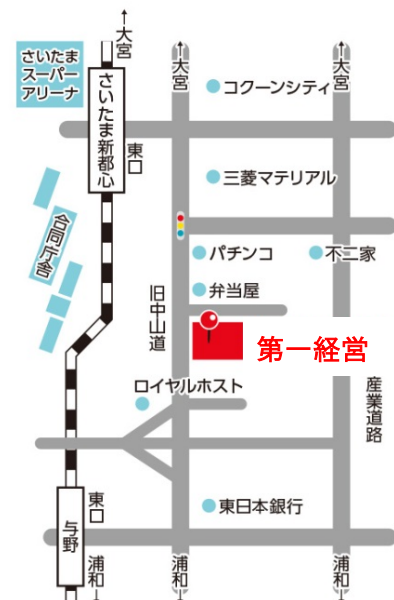 ↑大宮
さいたま
スーパー
アリーナ
さいたま新都心
東口
↑大宮
コクーンシティ
↑大宮
三菱マテリアル
合同庁舎
パチンコ
不二家
弁当屋
旧中山道
第一経営
ロイヤルホスト
産業道路
東口
与野
東日本銀行
浦和↓
浦和↓
浦和↓